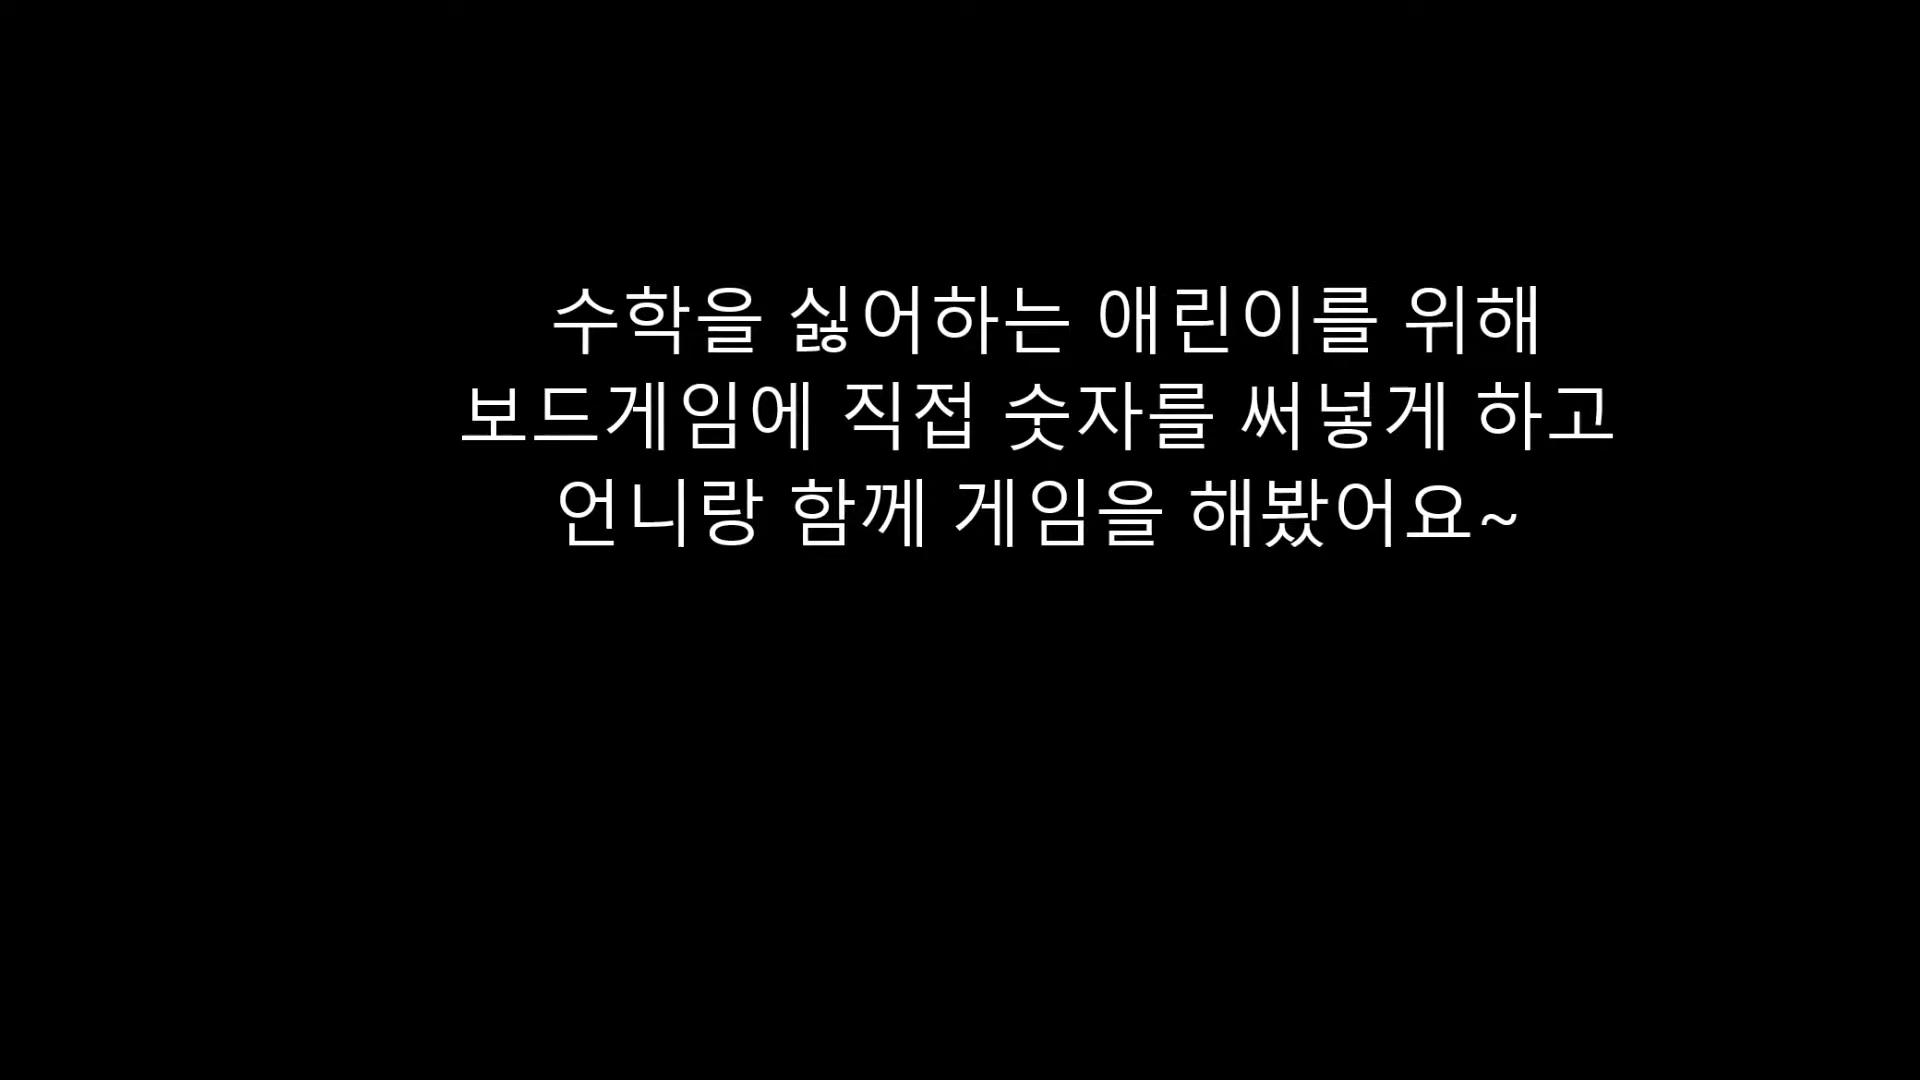 수학을 싫어하는 애린이를 위해
보드게임에 직접 숫자를 써넣게 하고
언니랑 함께 게임을 해봤어요~